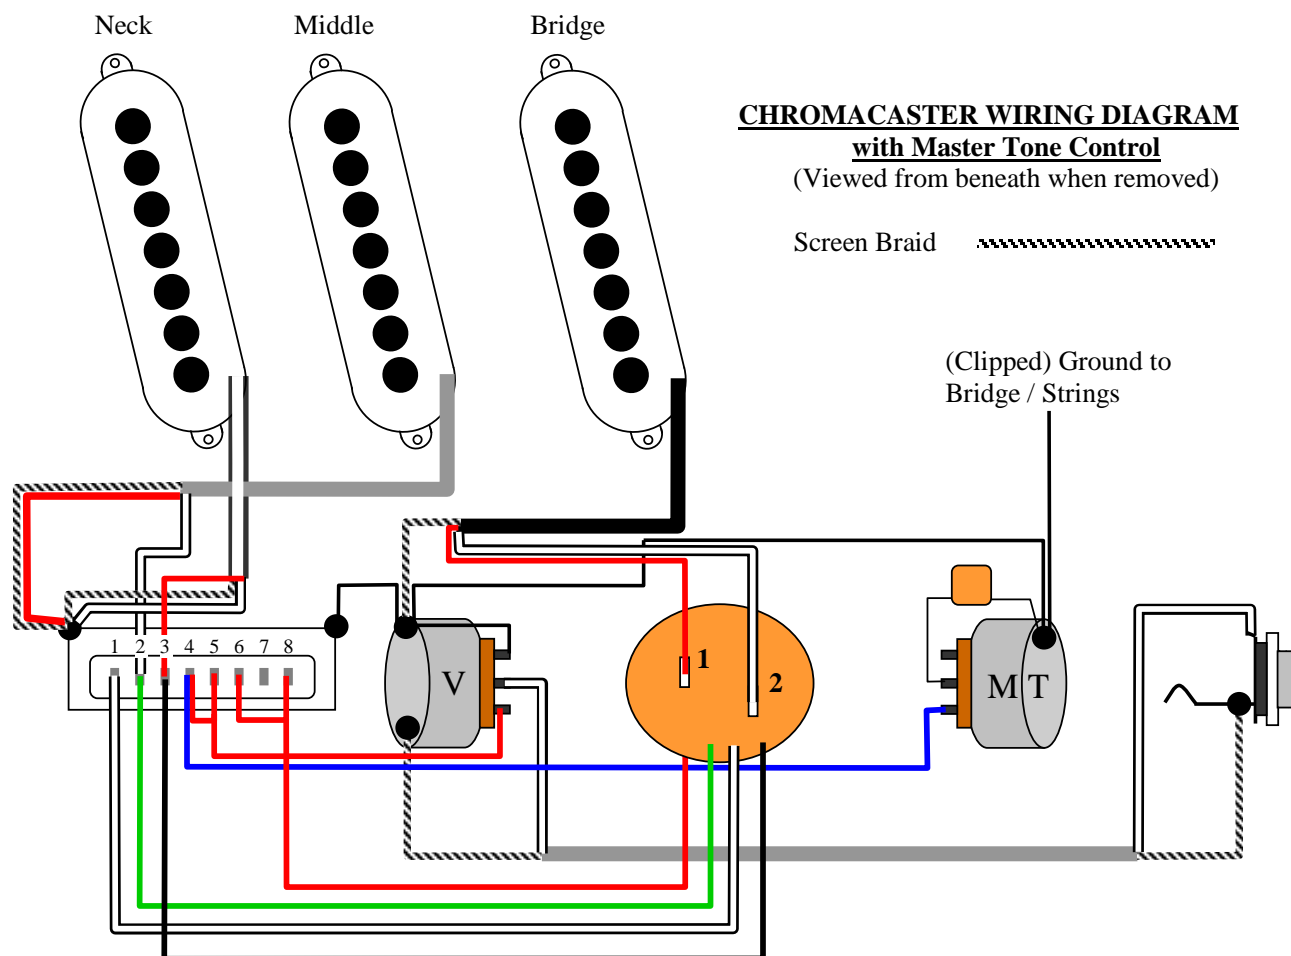 Neck Middle Bridge
CHROMACASTER WIRING DIAGRAM
with Master Tone Control
(Viewed from beneath when removed)
Screen Braid
(Clipped) Ground to
Bridge / Strings
1 2 3 4 5 6 7 8
V
1
2
M T